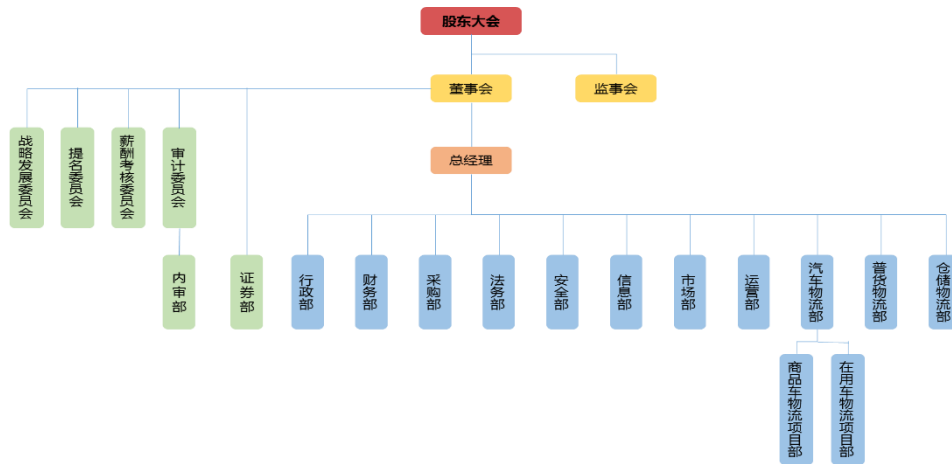 股东大会
董事会
监事会
总经理
战略发展委员会
提名委员会
薪酬考核委员会
审计委员会
内审部
证券部
行政部
财务部
采购部
法务部
安全部
信息部
市场部
运营部
汽车物流部
普货物流部
仓储物流部
商品车物流项目部
在用车物流项目部